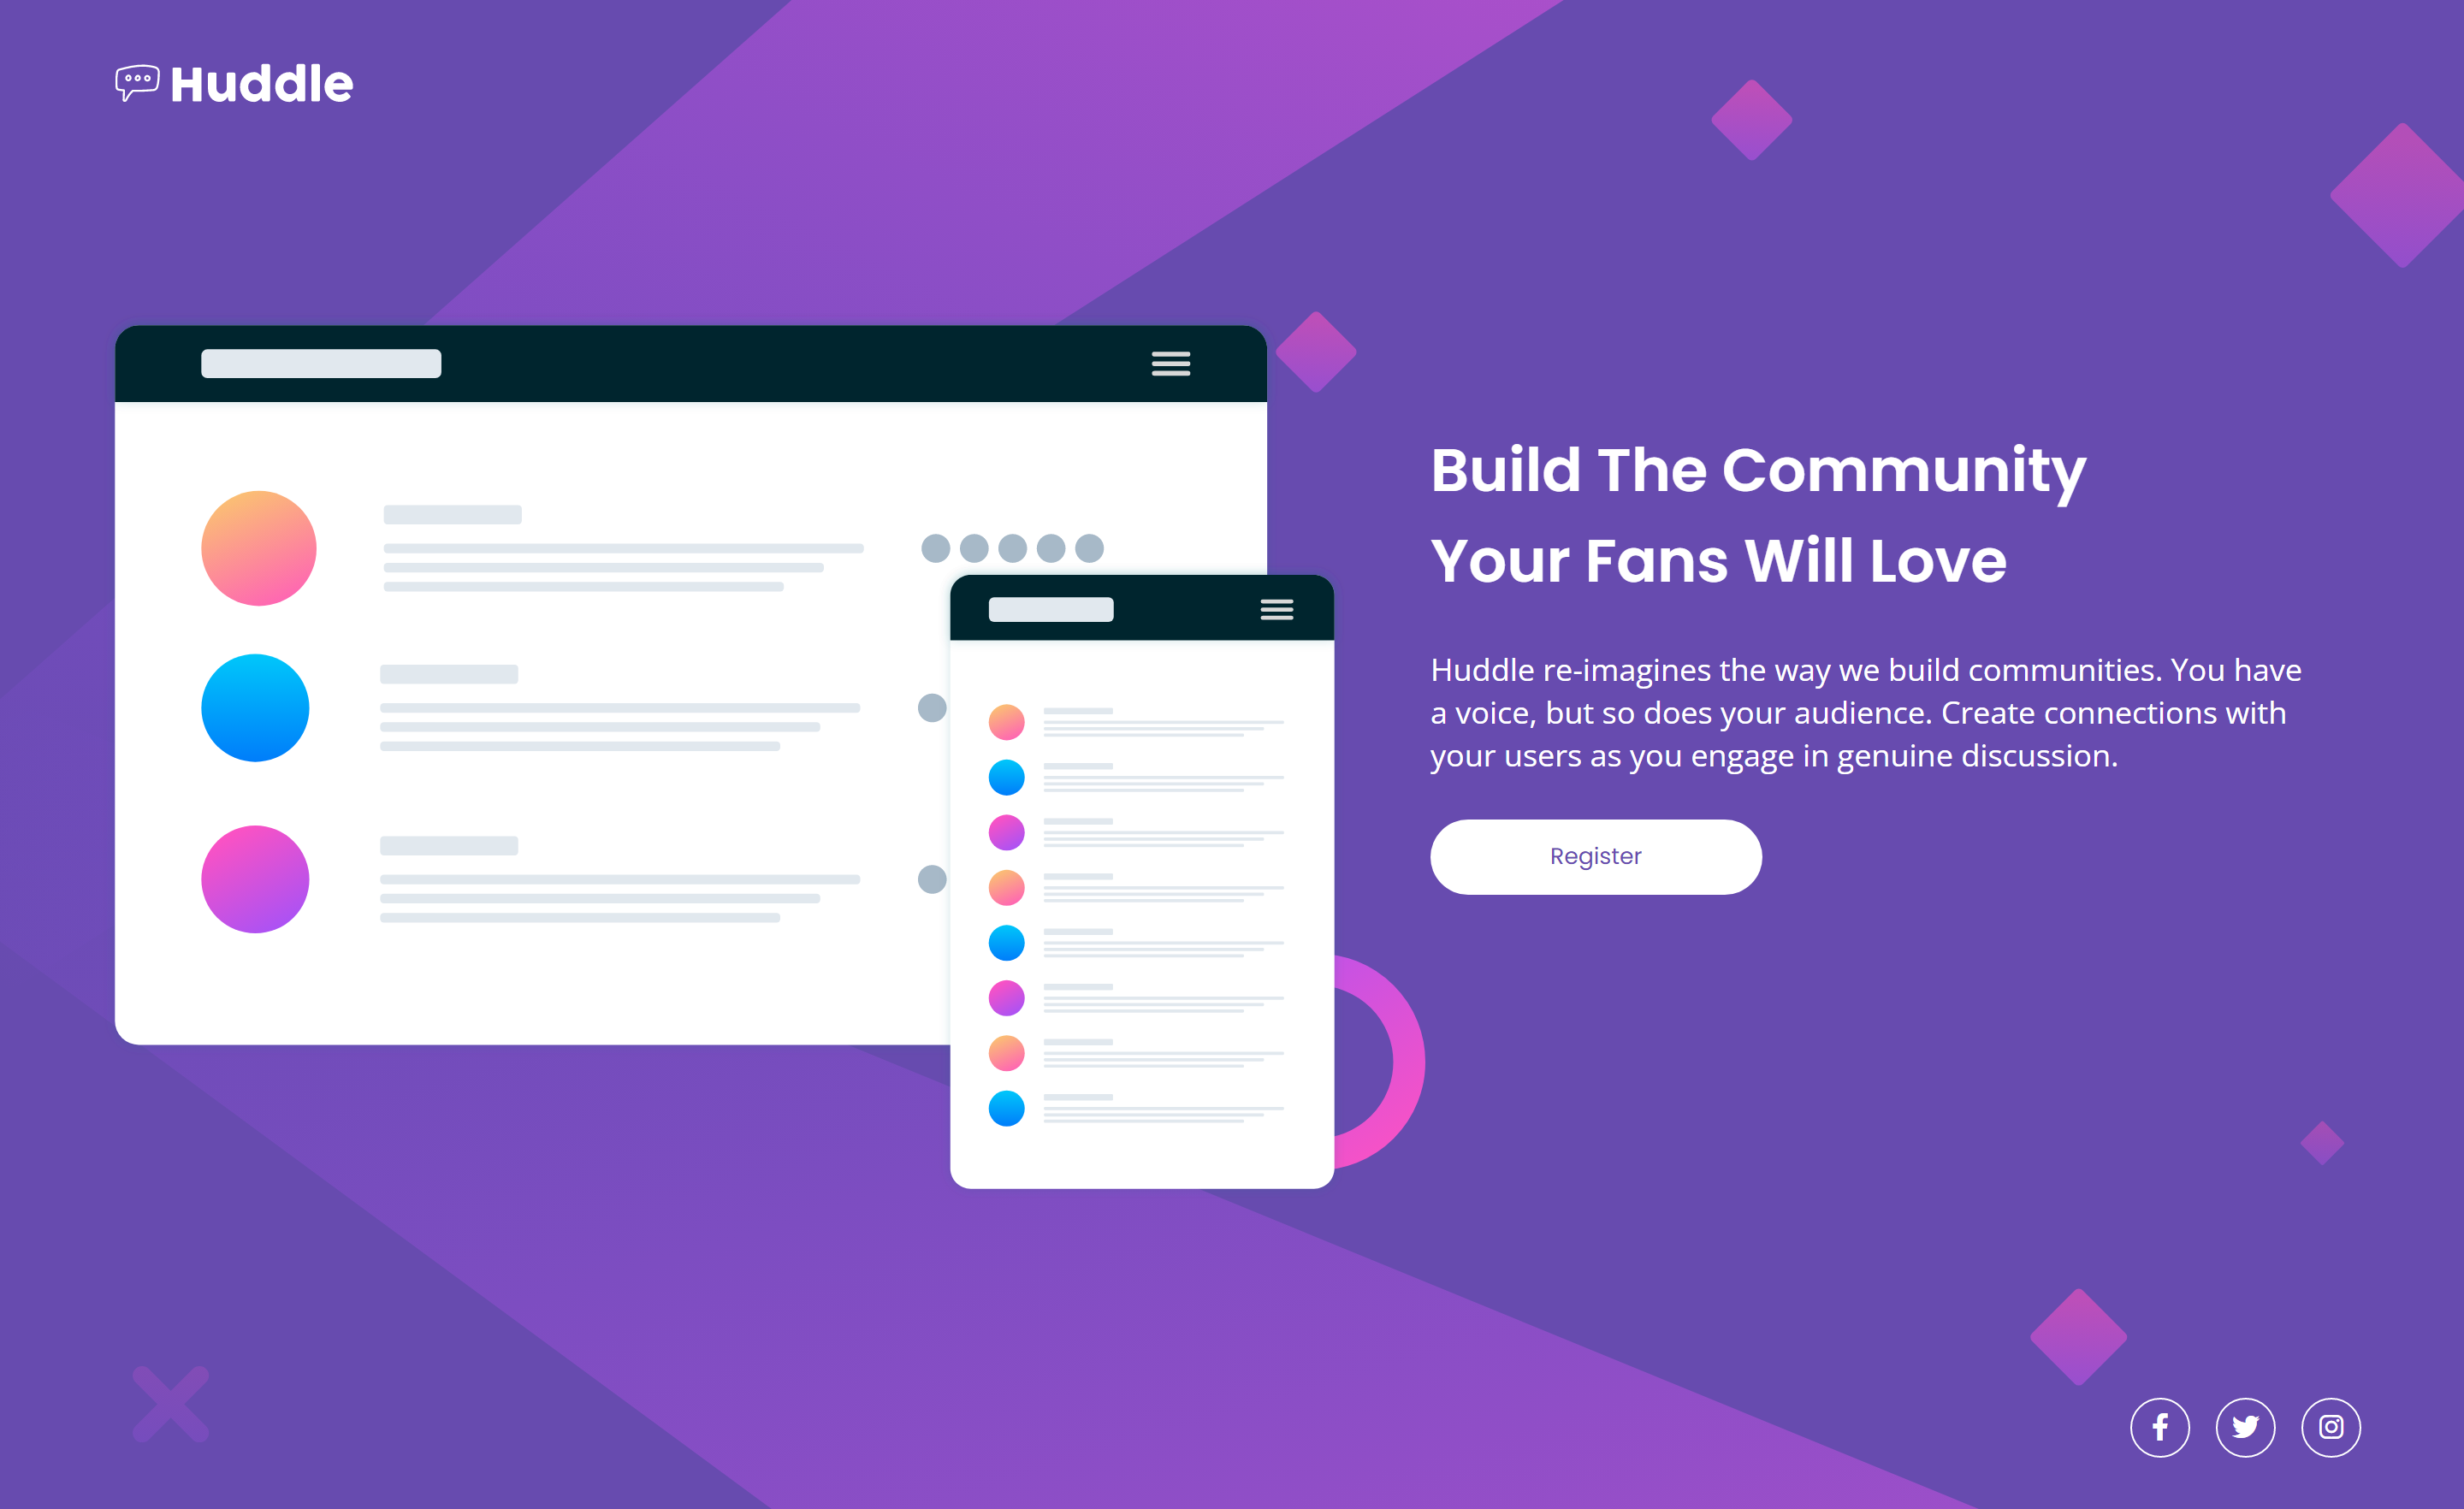 Huddle
Build The Community
Your Fans Will Love
Huddle re-imagines the way we build communities. You have
a voice, but so does your audience. Create connections with
your users as you engage in genuine discussion.
Register